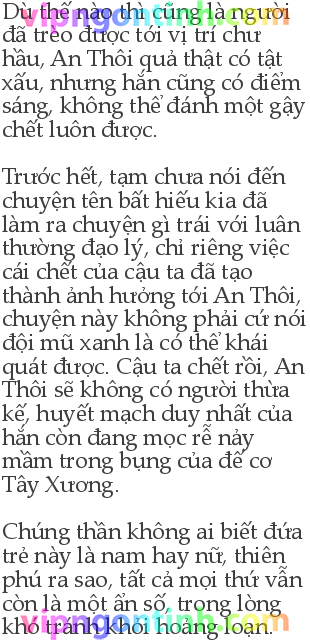 Dù thế nào thì cũng là người
đã trèo được tới vị trí chư
hầu, An Thôi quả thật có tật
xấu, nhưng hắn cũng có điểm
sáng, không thể đánh một gậy
chết luôn được.
Trước hết, tạm chưa nói đến
chuyện tên bất hiếu kia đã
làm ra chuyện gì trái với luân
thường đạo lý, chỉ riêng việc
cái chết của cậu ta đã tạo
thành ảnh hưởng tới An Thôi,
chuyện này không phải cứ nói
đội mũ xanh là có thể khái
quát được. Cậu ta chết rồi, An
Thôi sẽ không có người thừa
kế, huyết mạch duy nhất của
hắn còn đang mọc rễ nảy
mầm trong bụng của đế cơ
Tây Xương.
Chúng thần không ai biết đứa
trẻ này là nam hay nữ, thiên
phú ra sao, tất cả mọi thứ vẫn
còn là một ẩn số, trong lòng
khó tránh khỏi hoảng loạn.
vipngontinh.com
vipngontinh.com